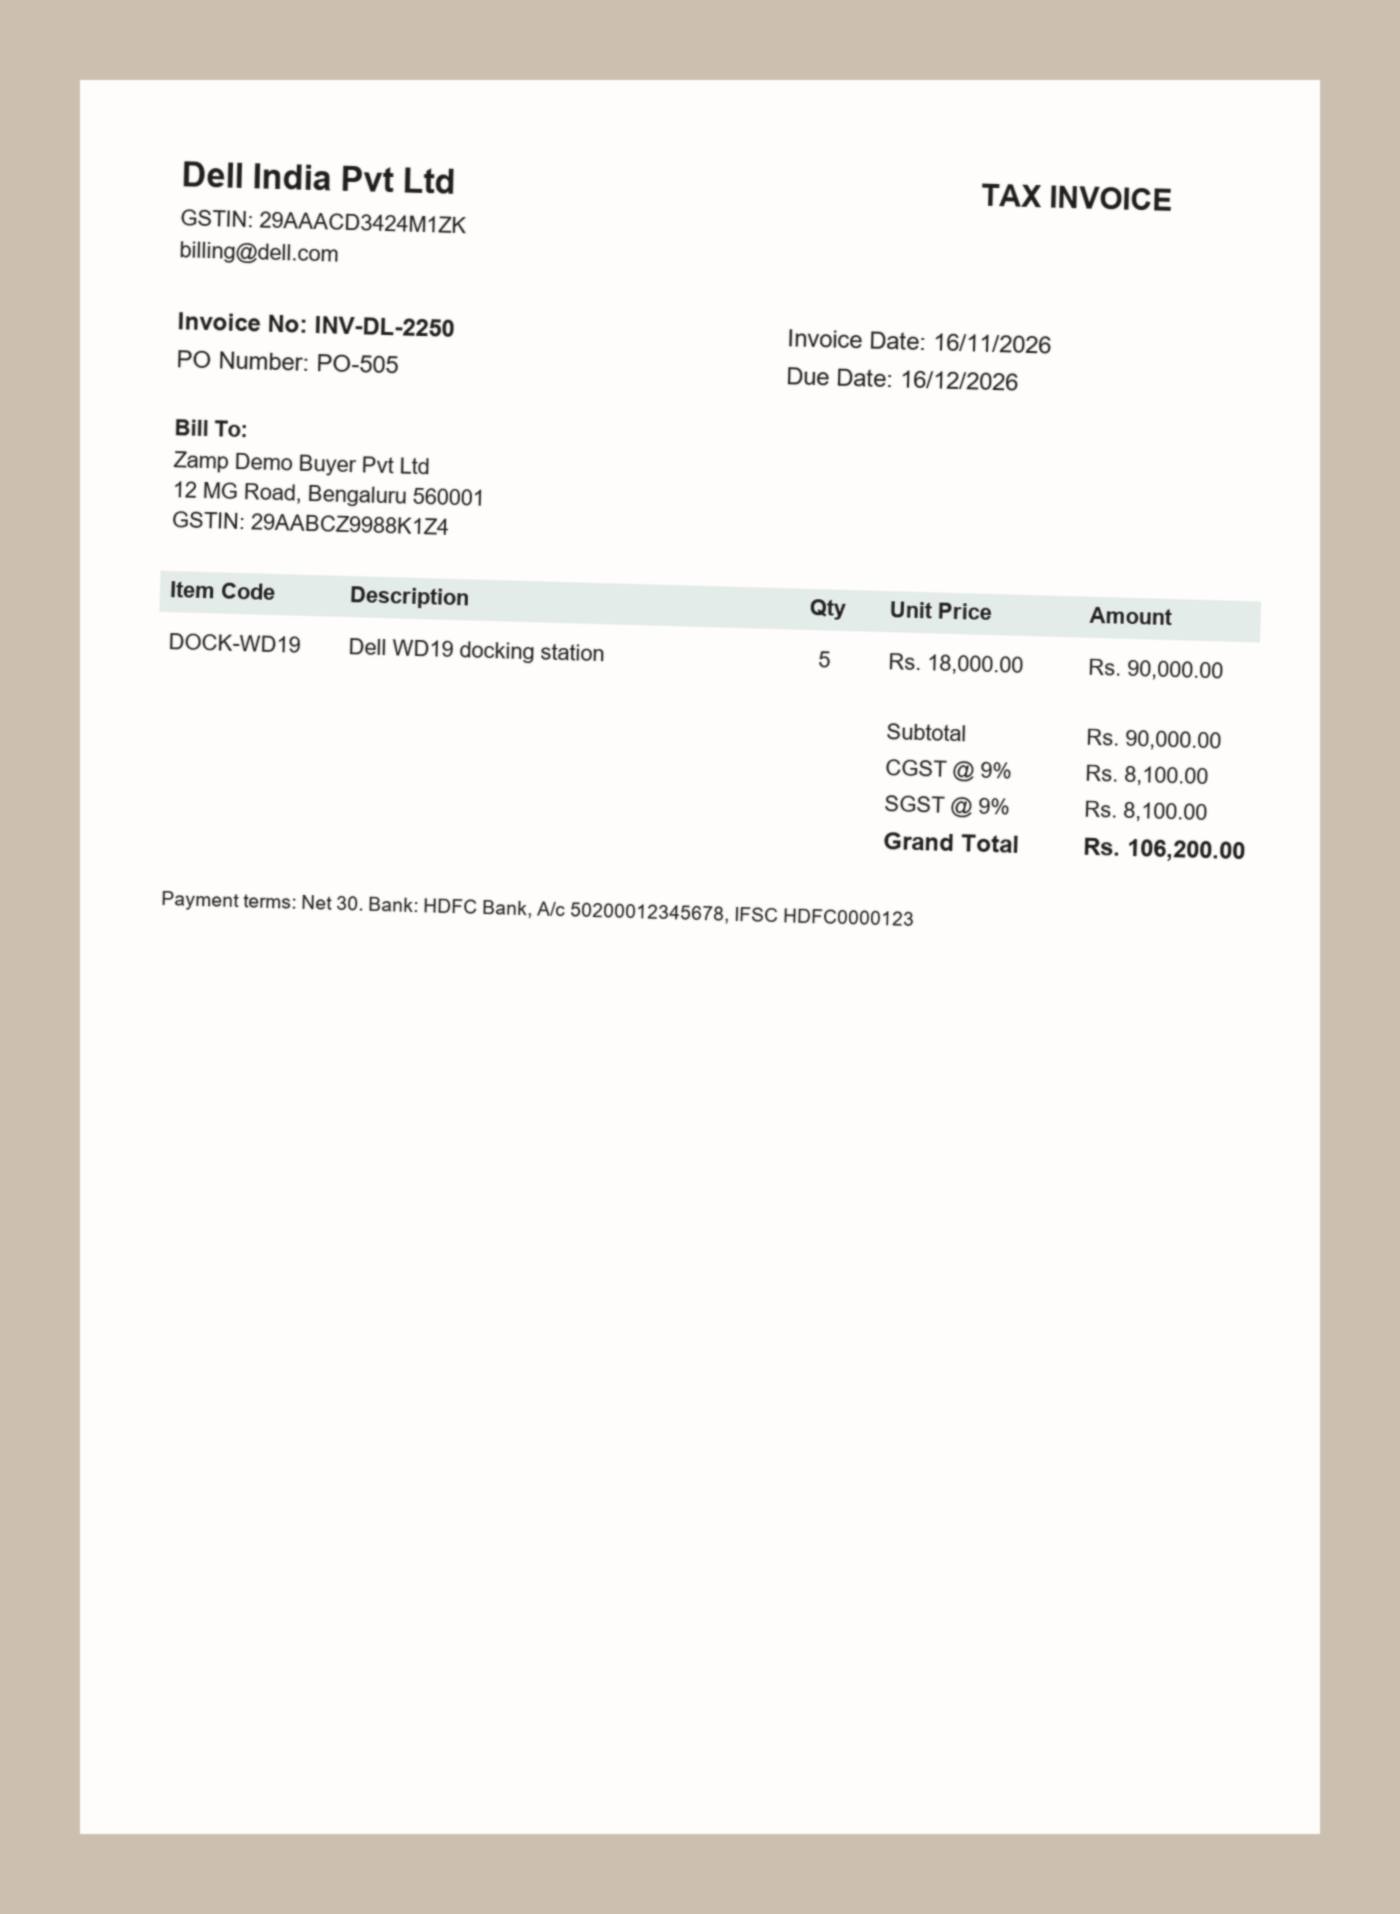 Dell India Pvt Ltd
TAX INVOICE
GSTIN: 29AAACD3424M1ZK
billing@dell.com
Invoice No: INV-DL-2250
Invoice Date: 16/11/2026
PO Number: PO-505
Due Date: 16/12/2026
Bill To:
Zamp Demo Buyer Pvt Ltd
12 MG Road, Bengaluru 560001
GSTIN: 29AABCZ9988K1Z4
Item Code Description Qty Unit Price Amount
DOCK-WD19 Dell WD19 docking station 5 Rs. 18,000.00 Rs. 90,000.00
Subtotal Rs. 90,000.00
CGST @ 9% Rs. 8,100.00
SGST @ 9% Rs. 8,100.00
Grand Total Rs. 106,200.00
Payment terms: Net 30. Bank: HDFC Bank, A/c 50200012345678, IFSC HDFC0000123